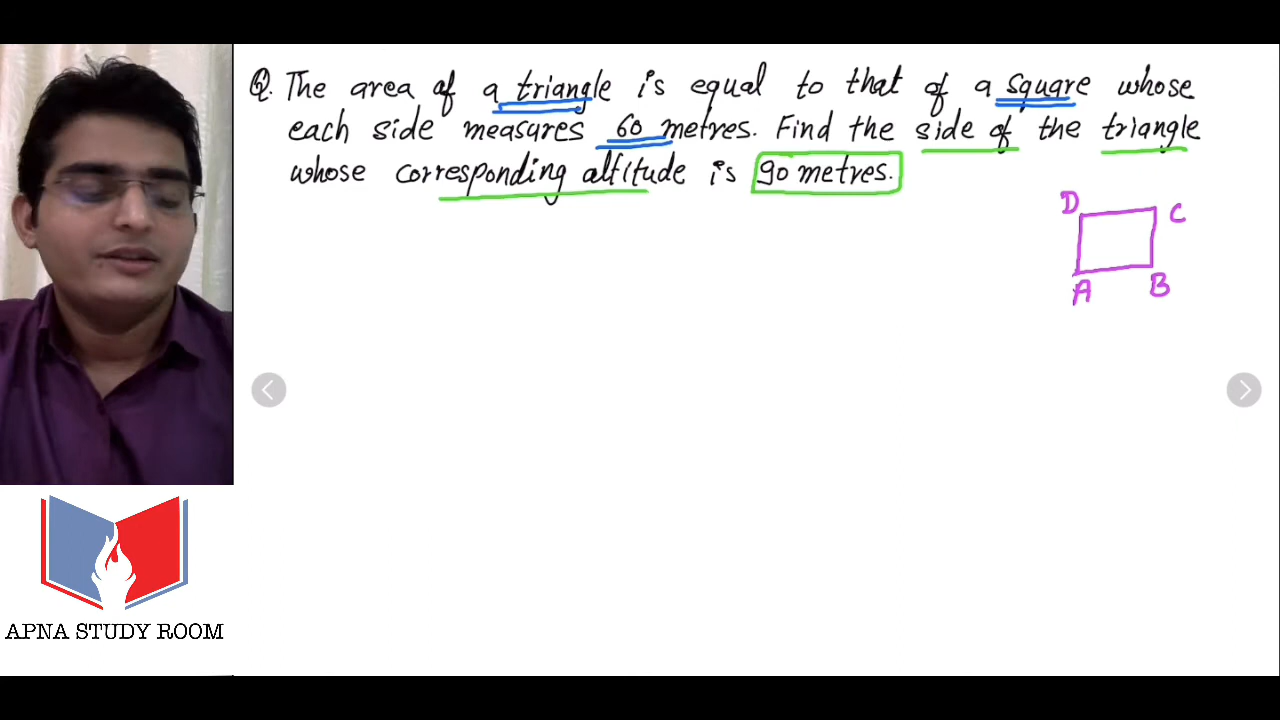 Q. The area of a triangle is equal to that of a square whose
each side measures 60 metres. Find the side of the triangle
whose corresponding altitude is 90 metres.
D C
A B
APNA STUDY ROOM